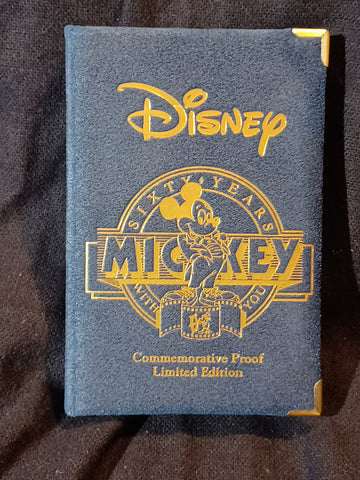 Disney
SIXTY • YEARS
MICKEY
WITH YOU
Commemorative Proof
Limited Edition